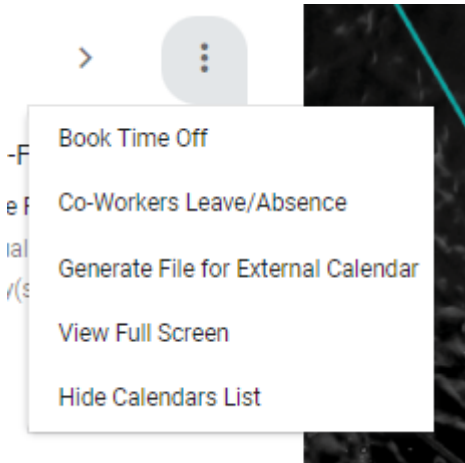 Book Time Off
-F
Co-Workers Leave/Absence
Generate File for External Calendar
View Full Screen
Hide Calendars List